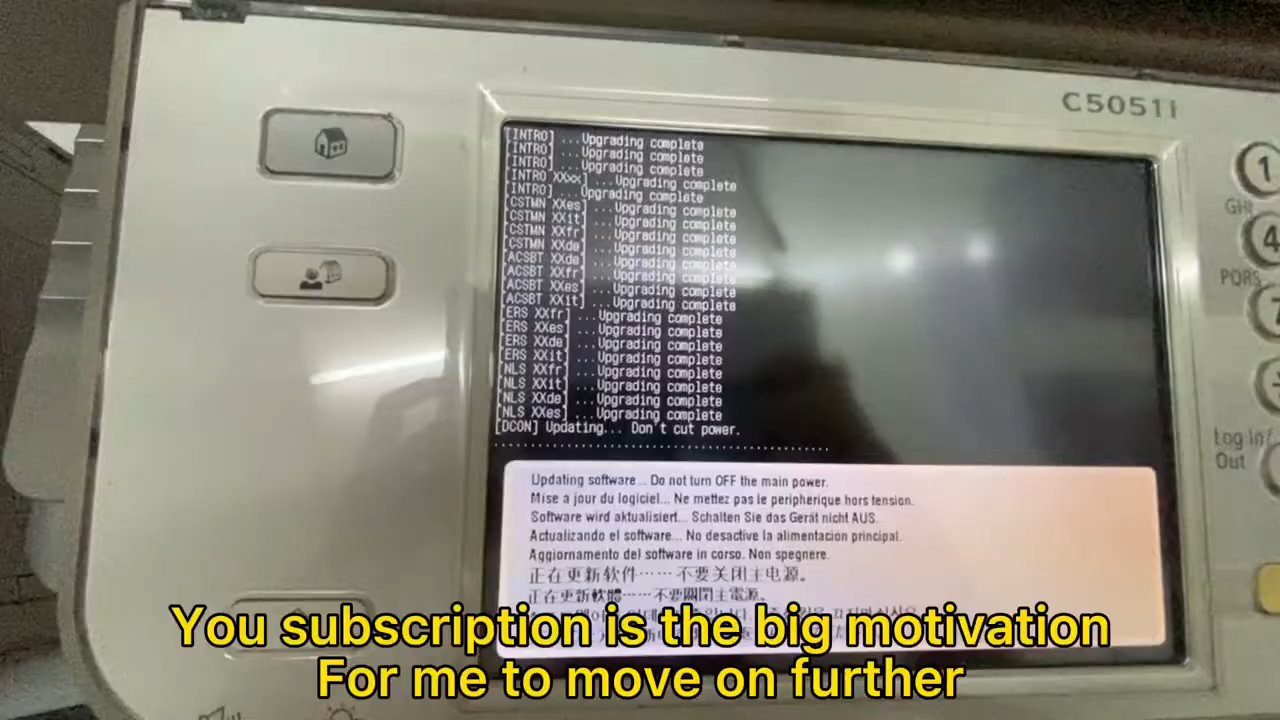 C5051i
[INTRO] ...Upgrading complete
[INTRO] ...Upgrading complete
[INTRO] ...Upgrading complete
[INTRO XXxx] ...Upgrading complete
[INTRO] ...Upgrading complete
[CSTMN XXes] ...Upgrading complete
[CSTMN XXit] ...Upgrading complete
[CSTMN XXfr] ...Upgrading complete
[CSTMN XXde] ...Upgrading complete
[ACSBT XXde] ...Upgrading complete
[ACSBT XXfr] ...Upgrading complete
[ACSBT XXes] ...Upgrading complete
[ACSBT XXit] ...Upgrading complete
[ERS XXfr] ...Upgrading complete
[ERS XXes] ...Upgrading complete
[ERS XXde] ...Upgrading complete
[ERS XXit] ...Upgrading complete
[NLS XXfr] ...Upgrading complete
[NLS XXit] ...Upgrading complete
[NLS XXde] ...Upgrading complete
[NLS XXes] ...Upgrading complete
[DCON] Updating... Don't cut power.
Updating software... Do not turn OFF the main power.
Mise a jour du logiciel... Ne mettez pas le peripherique hors tension.
Software wird aktualisiert... Schalten Sie das Gerät nicht AUS.
Actualizando el software... No desactive la alimentacion principal.
Aggiornamento del software in corso. Non spegnere.
正在更新软件……不要关闭主电源。
正在更新軟體……不要關閉主電源。
1
GHI
4
PQRS
7
Log In/
Out
You subscription is the big motivation
For me to move on further